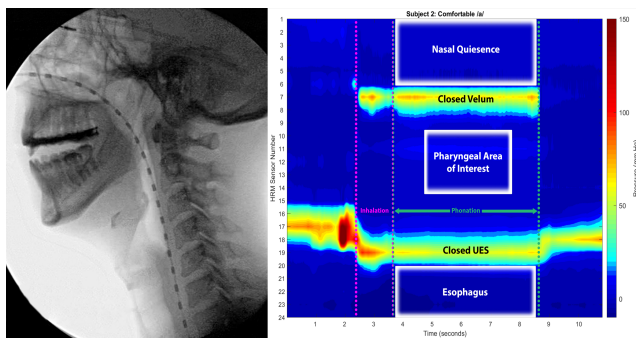 Subject 2: Comfortable /a/
HRM Sensor Number
1
2
3
4
5
6
7
8
9
10
11
12
13
14
15
16
17
18
19
20
21
22
23
24
Nasal Quiesence
Closed Velum
Pharyngeal Area
of Interest
Inhalation
Phonation
Closed UES
Esophagus
1 2 3 4 5 6 7 8 9 10
Time (seconds)
150
100
50
0
Pressure (mm Hg)